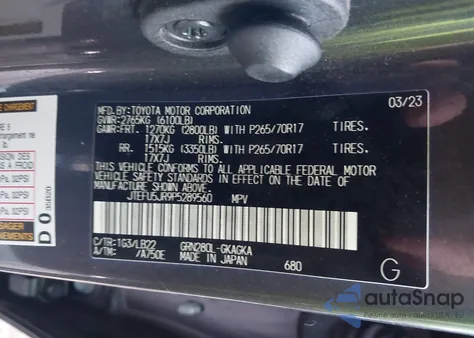 MFD.BY:TOYOTA MOTOR CORPORATION 03/23
GVWR:2765KG (6100LB)
GAWR:FRT. 1270KG (2800LB) WITH P265/70R17 TIRES.
17X7J RIMS.
RR. 1515KG (3350LB) WITH P265/70R17 TIRES.
17X7J RIMS.
THIS VEHICLE CONFORMS TO ALL APPLICABLE FEDERAL MOTOR
VEHICLE SAFETY STANDARDS IN EFFECT ON THE DATE OF
MANUFACTURE SHOWN ABOVE.
JTEFU5JR9P5289560 MPV
C/TR:1G3/LB22 GRN280L-GKAGKA
A/TM: /A750E MADE IN JAPAN 680
G
D0
35B20
autoSnap